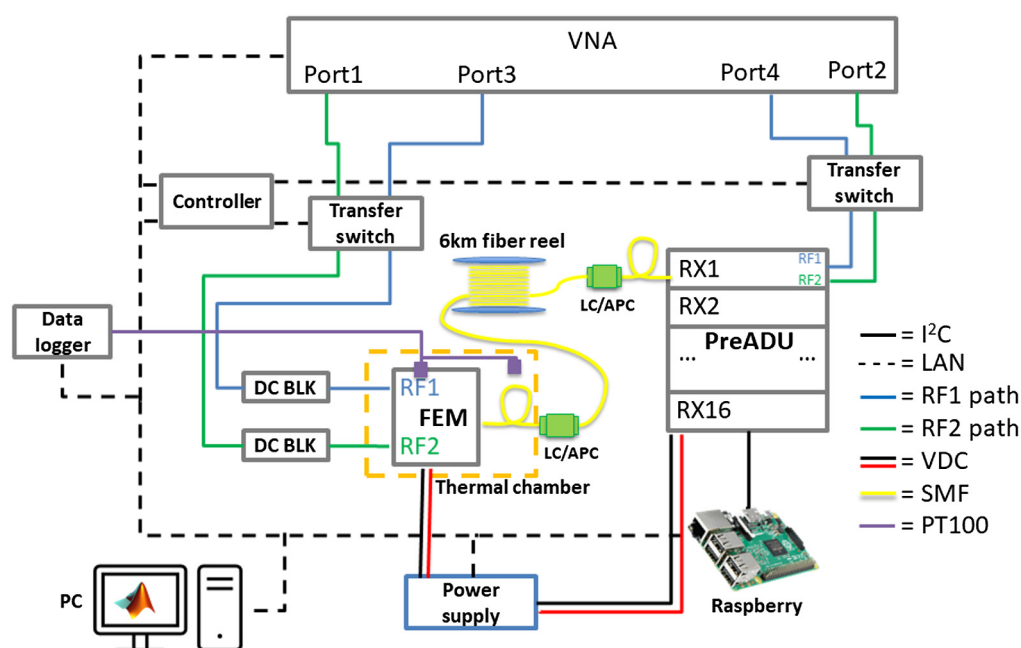 VNA
Port1
Port3
Port4
Port2
Controller
Transfer
switch
Transfer
switch
6km fiber reel
LC/APC
RX1
RF1
RF2
RX2
PreADU
... ...
RX16
Data
logger
DC BLK
DC BLK
RF1
FEM
RF2
LC/APC
Thermal chamber
= I²C
= LAN
= RF1 path
= RF2 path
= VDC
= SMF
= PT100
PC
Power
supply
Raspberry